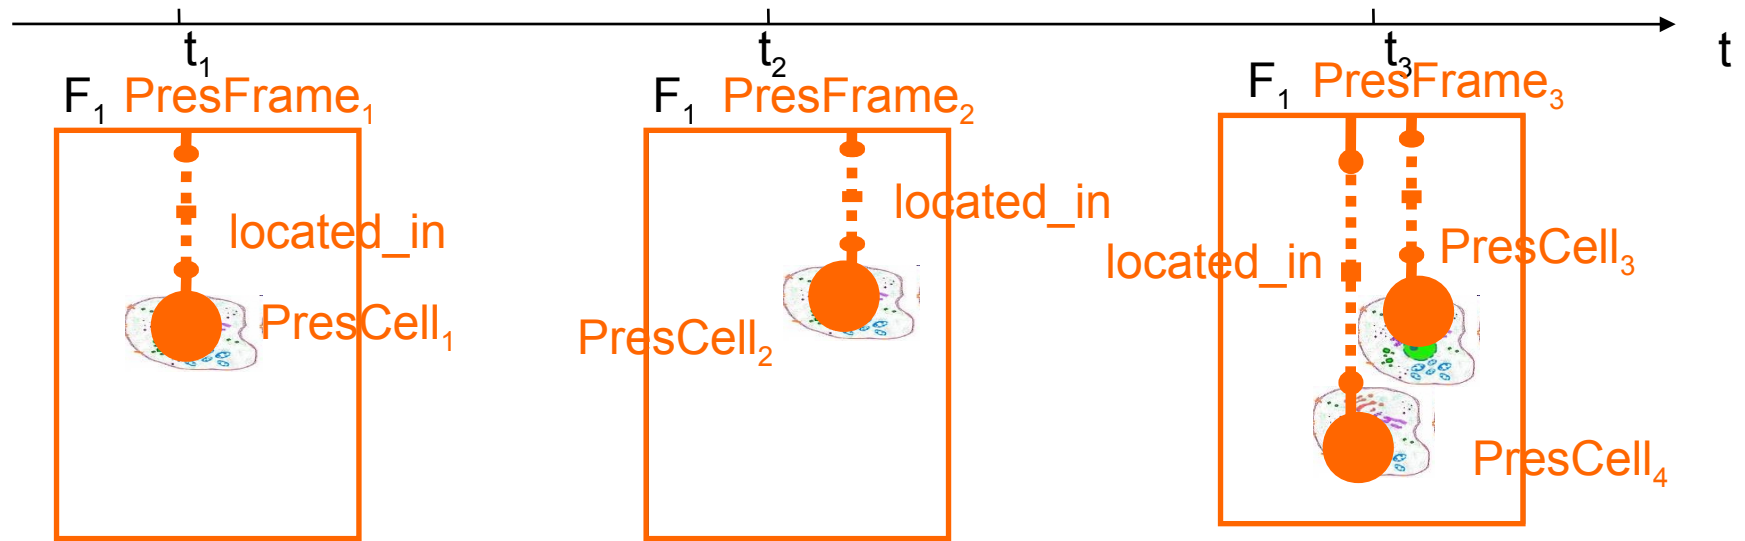 t1
t2
t3
t
F1 PresFrame1
F1 PresFrame2
F1 PresFrame3
located_in
PresCell1
located_in
PresCell2
located_in
PresCell3
PresCell4